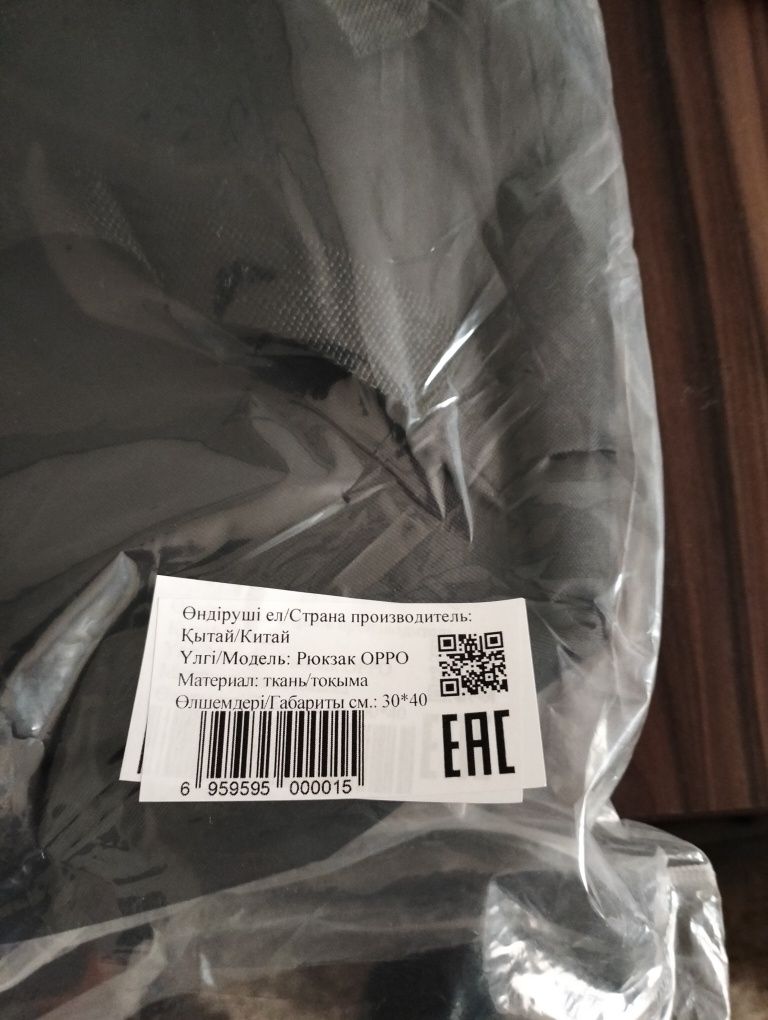 Өндіруші ел/Страна производитель:
Қытай/Китай
Үлгі/Модель: Рюкзак OPPO
Материал: ткань/тоқыма
Өлшемдері/Габариты см.: 30*40
EAC
6 959595 000015